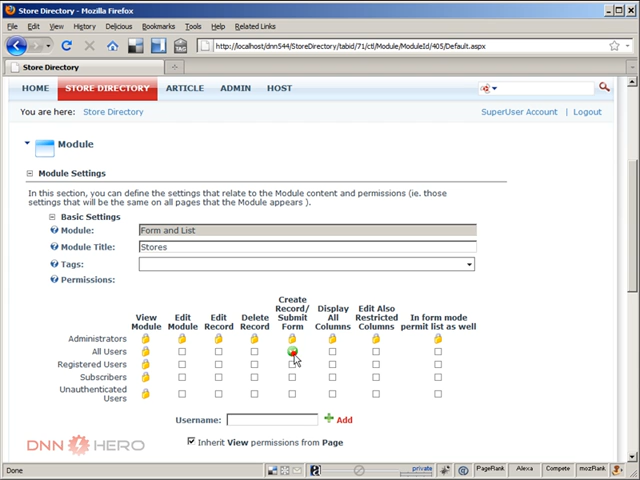 Store Directory - Mozilla Firefox
File Edit View History Delicious Bookmarks Tools Help Related Links
TAG
http://localhost/dnn544/StoreDirectory/tabid/71/ctl/Module/ModuleId/405/Default.aspx
Store Directory
HOME STORE DIRECTORY ARTICLE ADMIN HOST
You are here: Store Directory SuperUser Account | Logout
Module
Module Settings
In this section, you can define the settings that relate to the Module content and permissions (ie. those
settings that will be the same on all pages that the Module appears ).
Basic Settings
Module: Form and List
Module Title: Stores
Tags:
Permissions:
View Module Edit Module Edit Record Delete Record Create Record/ Submit Form Display All Columns Edit Also Restricted Columns In form mode permit list as well
Administrators
All Users
Registered Users
Subscribers
Unauthenticated
Users
Username: Add
Inherit View permissions from Page
DNN HERO
Done private PageRank Alexa Compete mozRank